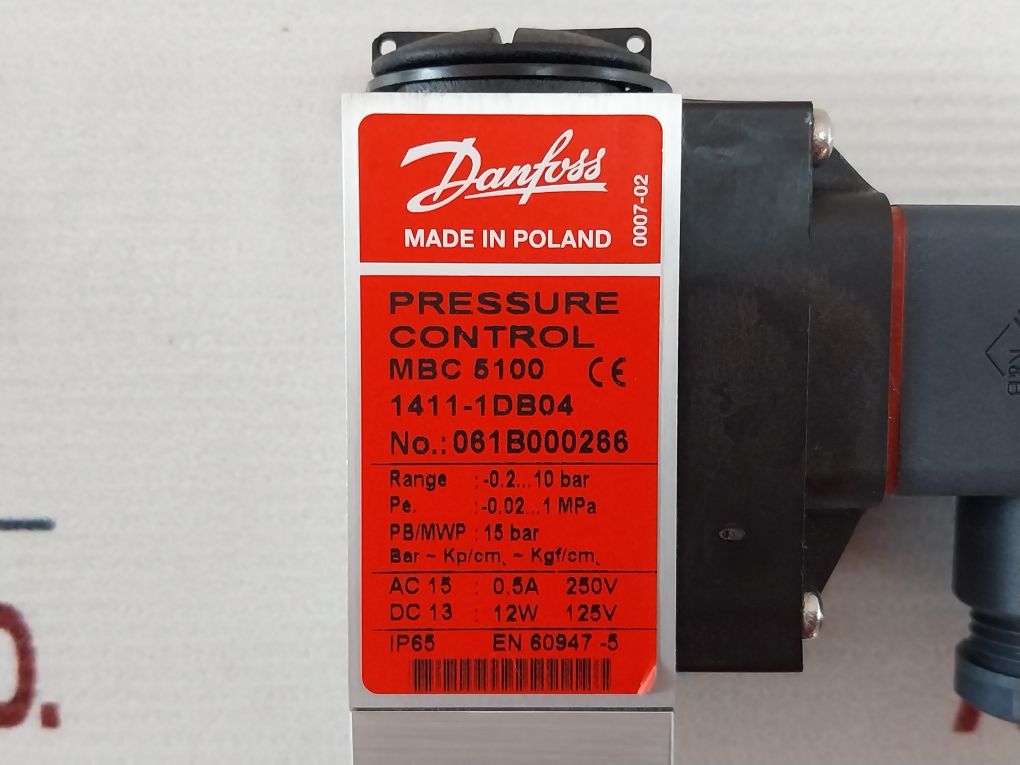 Danfoss
MADE IN POLAND
0007-02
PRESSURE
CONTROL
MBC 5100 CE
1411-1DB04
No.: 061B000266
Range : -0.2...10 bar
Pe. : -0.02...1 MPa
PB/MWP : 15 bar
Bar ~ Kp/cm, ~ Kgf/cm,
AC 15 : 0.5A 250V
DC 13 : 12W 125V
IP65 EN 60947 -5